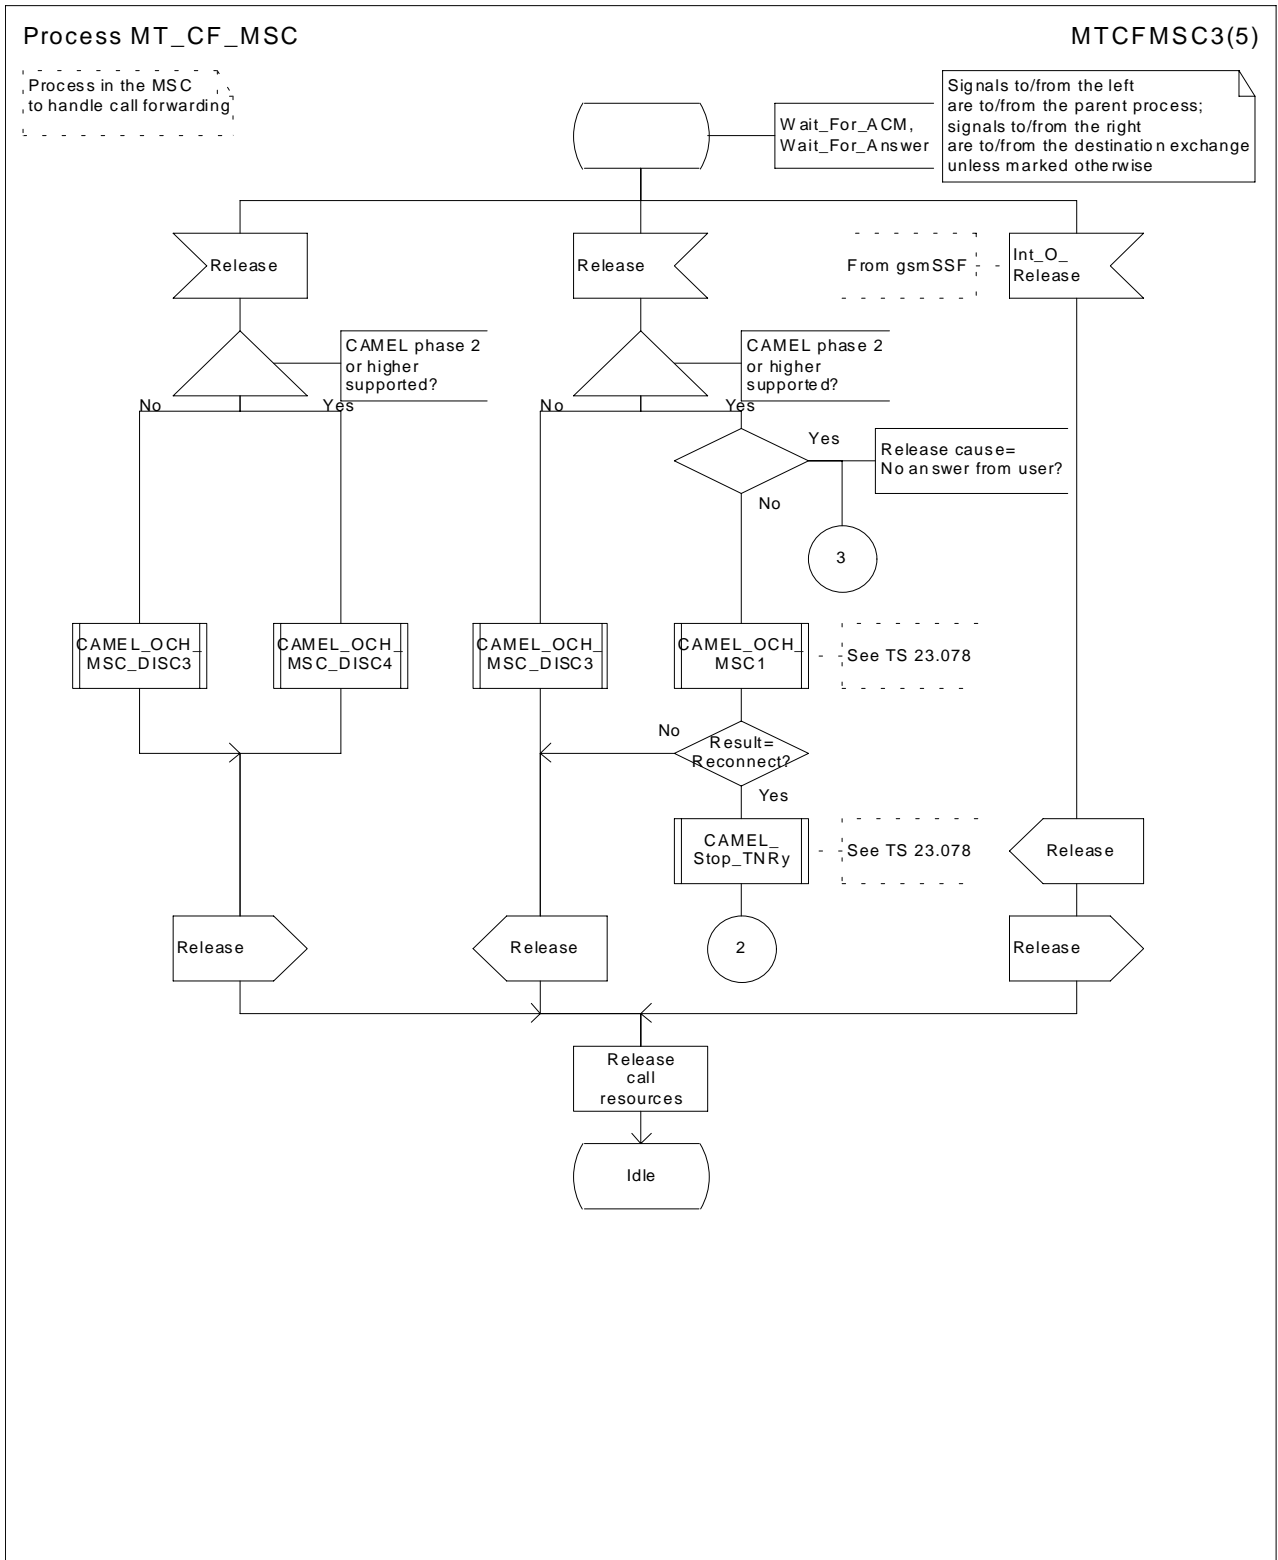 Process MT_CF_MSC
MTCFMSC3(5)
Process in the MSC
to handle call forwarding
Signals to/from the left
are to/from the parent process;
signals to/from the right
are to/from the destination exchange
unless marked otherwise
Wait_For_ACM,
Wait_For_Answer
Release
Release
From gsmSSF
Int_O_
Release
CAMEL phase 2
or higher
supported?
CAMEL phase 2
or higher
supported?
No
Yes
No
Yes
Yes
Release cause=
No answer from user?
No
3
CAMEL_OCH_
MSC_DISC3
CAMEL_OCH_
MSC_DISC4
CAMEL_OCH_
MSC_DISC3
CAMEL_OCH_
MSC1
See TS 23.078
No
Result=
Reconnect?
Yes
CAMEL_
Stop_TNRy
See TS 23.078
Release
Release
Release
2
Release
Release
call
resources
Idle